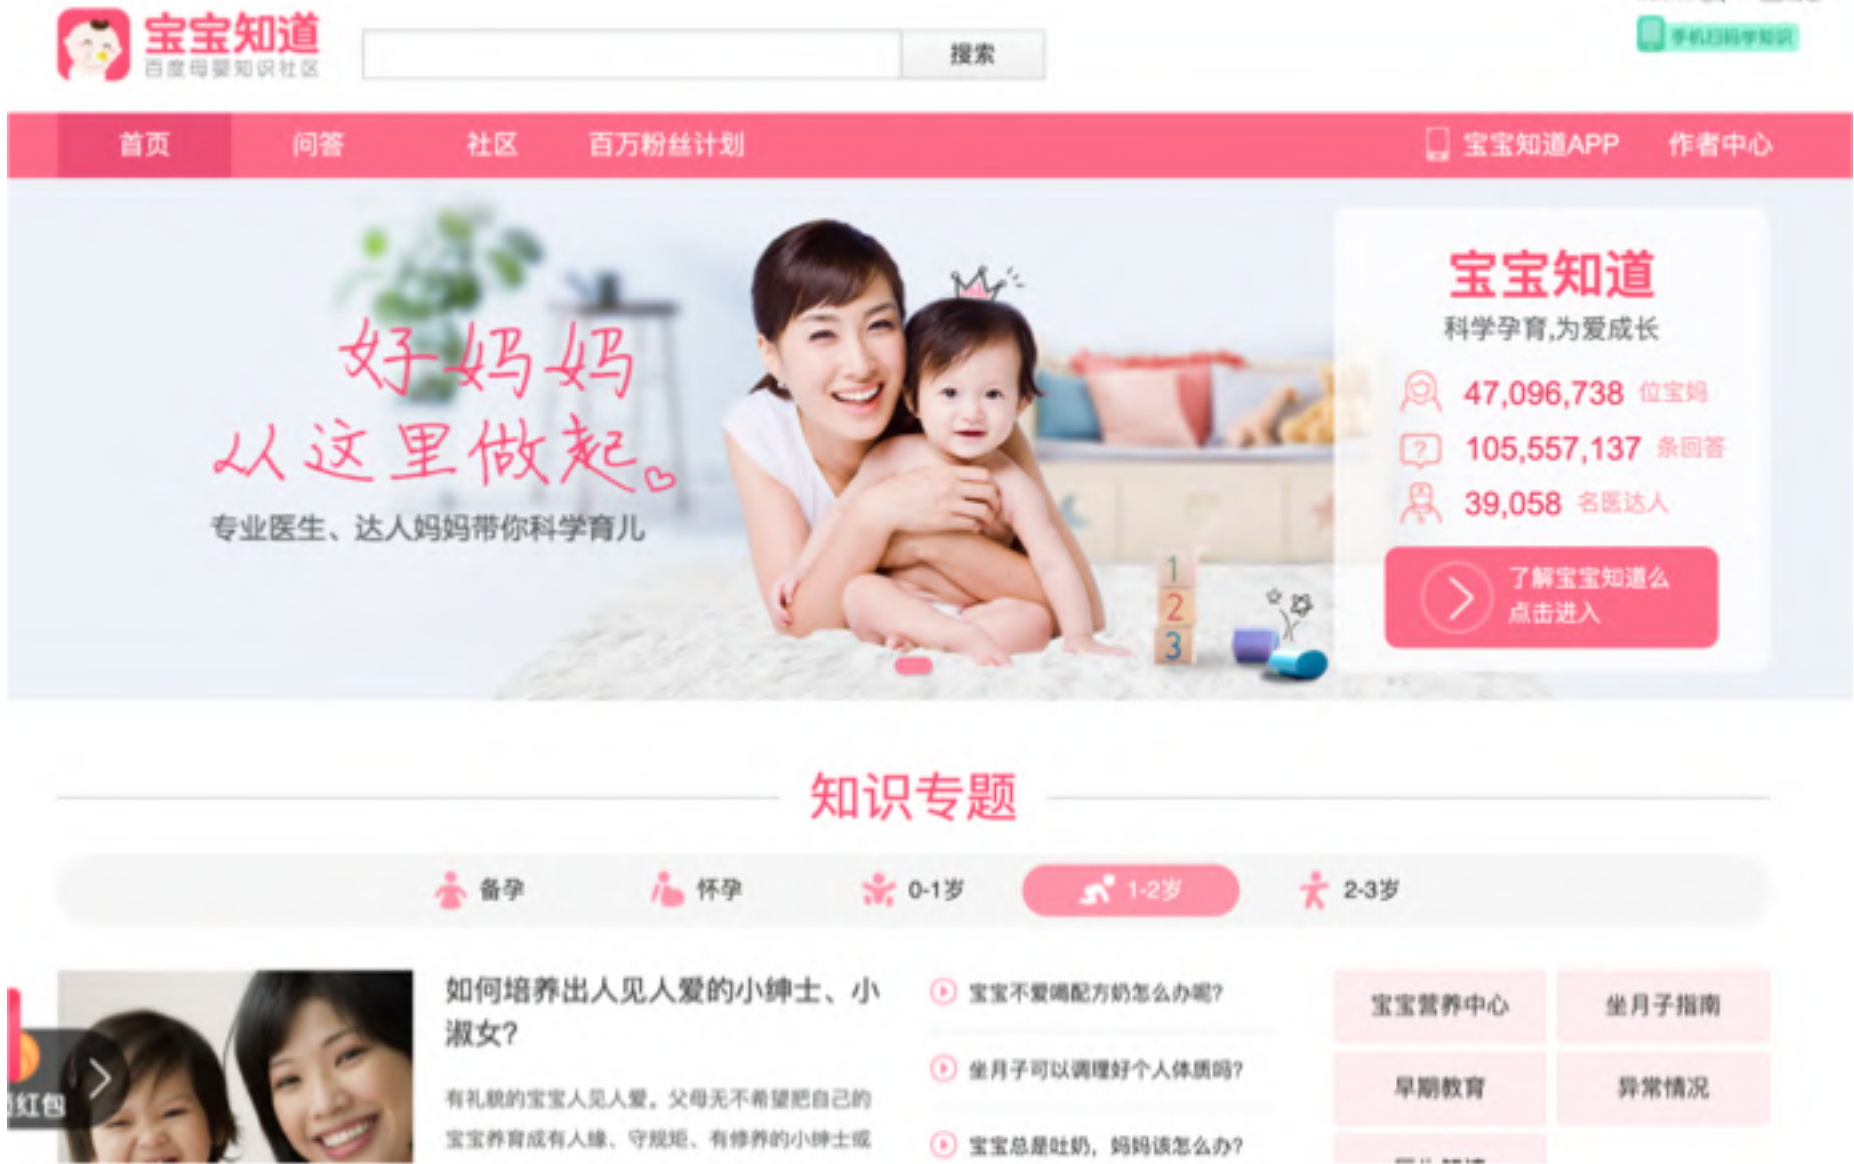 宝宝知道
百度母婴知识社区
搜索
手机扫码学知识
首页 问答 社区 百万粉丝计划 宝宝知道APP 作者中心
好妈妈
从这里做起。
专业医生、达人妈妈带你科学育儿
1
2
3
宝宝知道
科学孕育,为爱成长
47,096,738 位宝妈
105,557,137 条回答
39,058 名医达人
了解宝宝知道么
点击进入
知识专题
备孕 怀孕 0-1岁 1-2岁 2-3岁
红包
如何培养出人见人爱的小绅士、小
淑女?
有礼貌的宝宝人见人爱。父母无不希望把自己的
宝宝养育成有人缘、守规矩、有修养的小绅士或
宝宝不爱喝配方奶怎么办呢?
坐月子可以调理好个人体质吗?
宝宝总是吐奶，妈妈该怎么办?
宝宝营养中心 坐月子指南
早期教育 异常情况